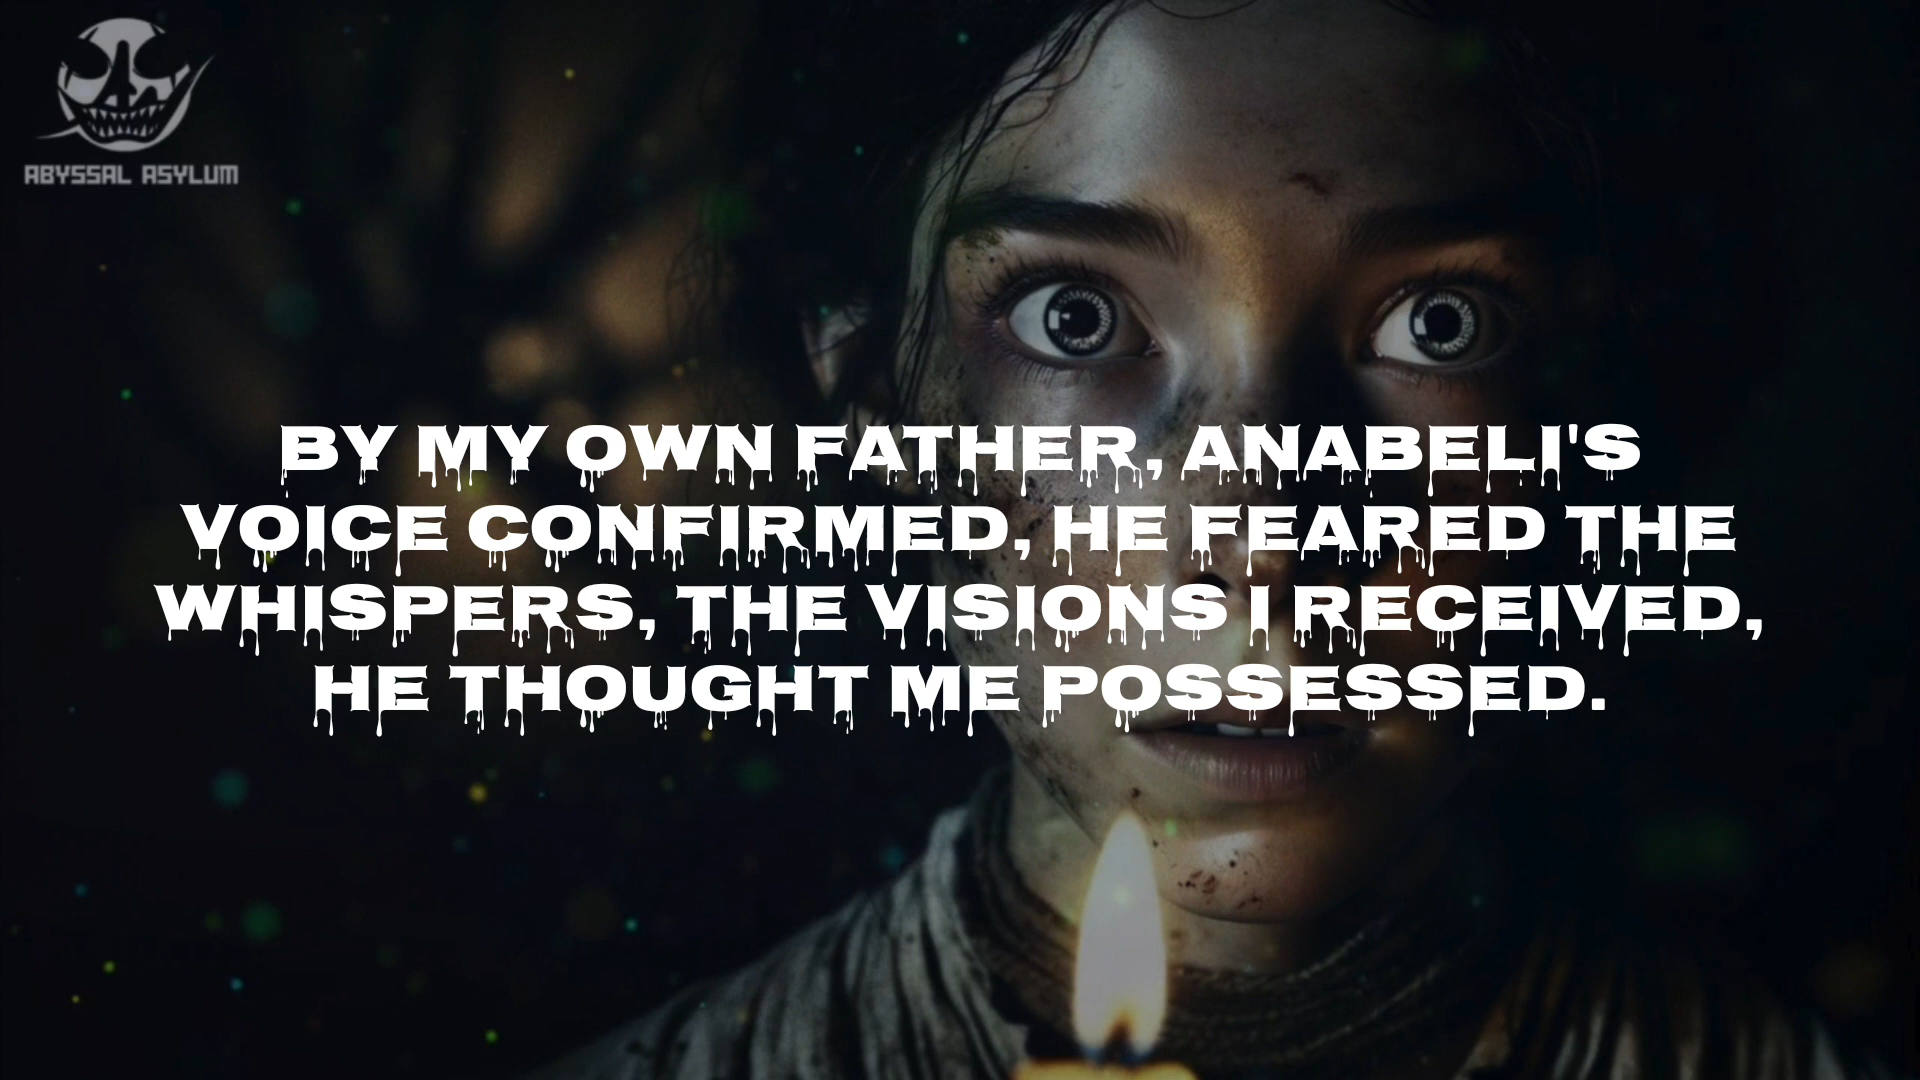 ABYSSAL ASYLUM
BY MY OWN FATHER, ANABELI'S
VOICE CONFIRMED, HE FEARED THE
WHISPERS, THE VISIONS I RECEIVED,
HE THOUGHT ME POSSESSED.